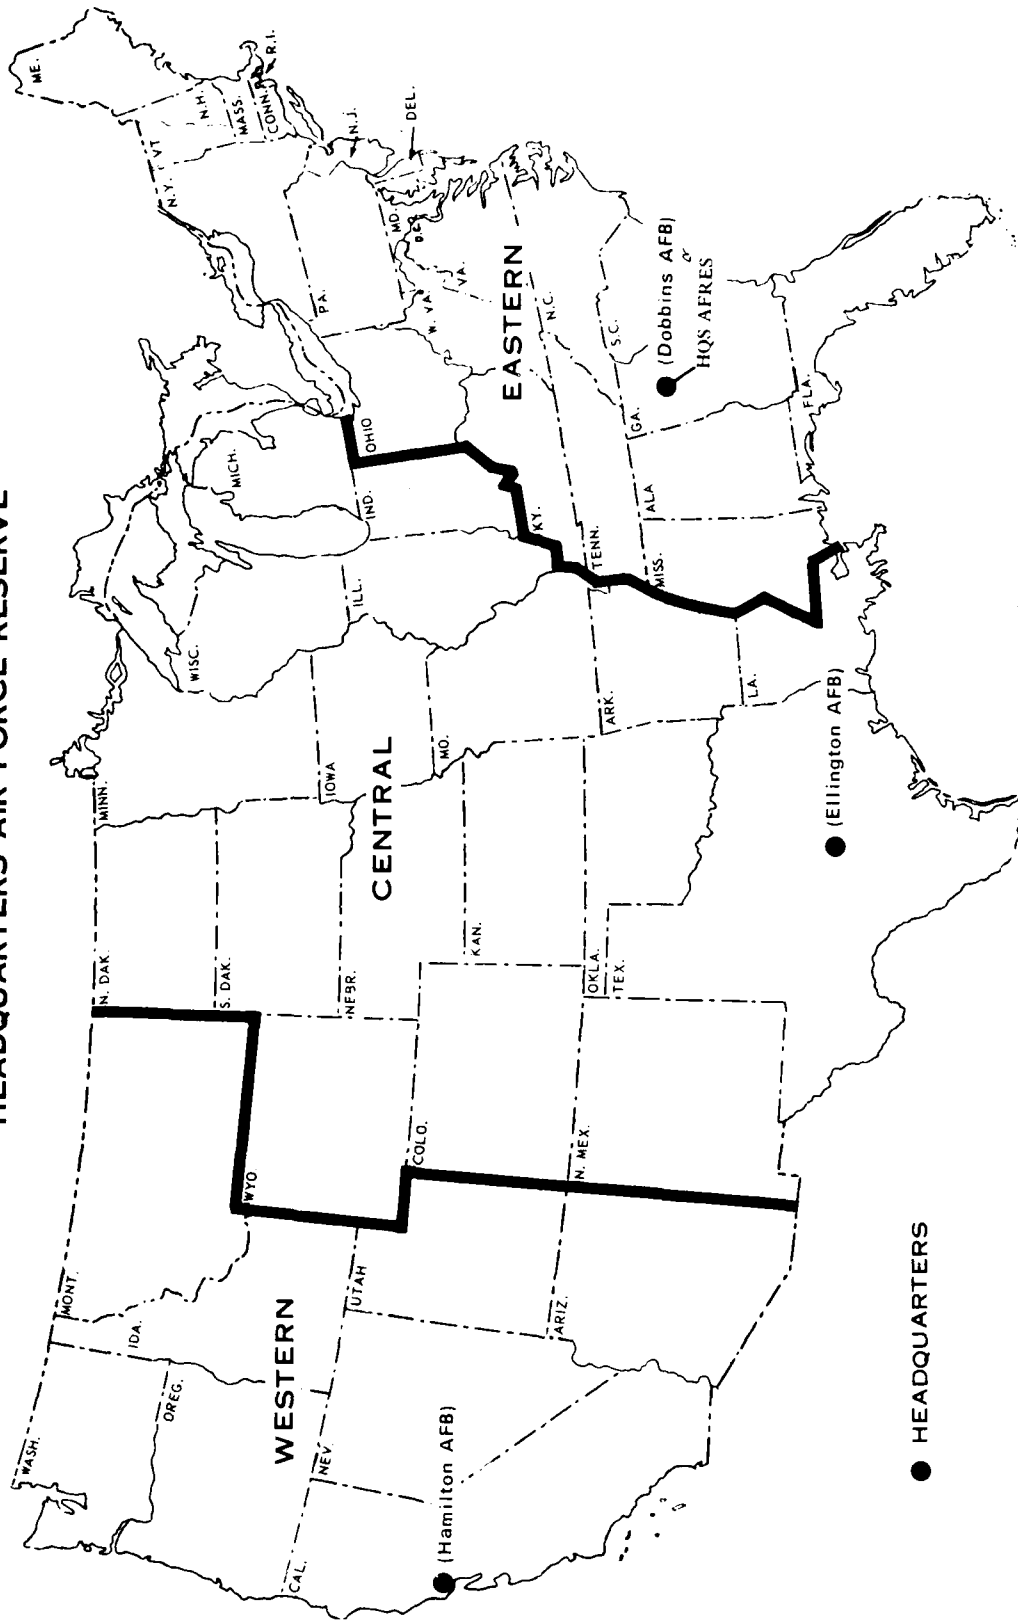 HEADQUARTERS AIR FORCE RESERVE
WASH.
MONT.
N. DAK.
MINN.
ME.
IDA.
OREG.
S. DAK.
WISC.
MICH.
N.Y.
VT
N.H.
MASS.
CONN.
R.I.
WYO
NEBR.
IOWA
ILL.
IND.
OHIO
PA.
N.J.
DEL.
MD.
D.C.
WESTERN
CENTRAL
EASTERN
CAL.
NEV.
UTAH
COLO.
KAN.
MO.
KY.
W. VA.
VA.
(Hamilton AFB)
ARIZ.
N. MEX.
OKLA.
TEX.
ARK.
TENN.
N.C.
MISS.
ALA
GA.
S.C.
(Dobbins AFB)
&
HQS AFRES
LA.
FLA.
(Ellington AFB)
HEADQUARTERS